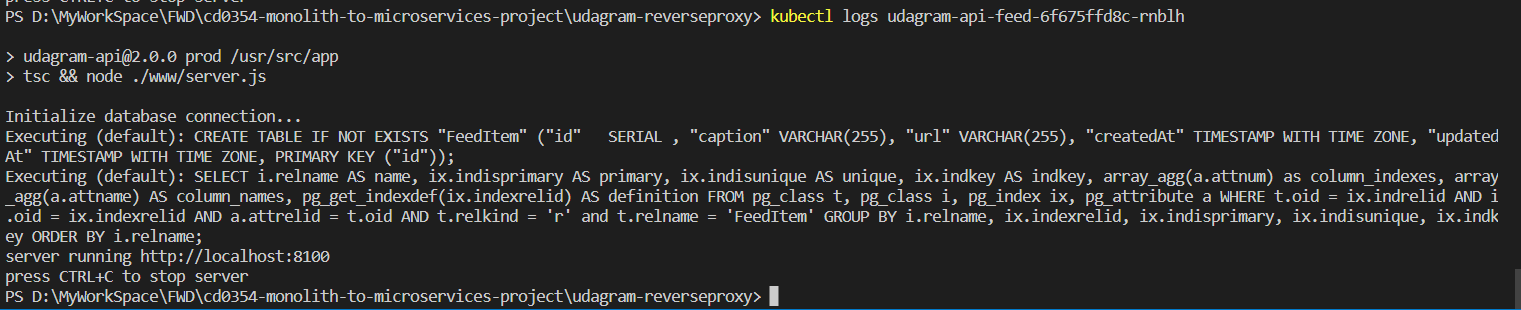 press CTRL+C to stop server
PS D:\MyWorkSpace\FWD\cd0354-monolith-to-microservices-project\udagram-reverseproxy> kubectl logs udagram-api-feed-6f675ffd8c-rnblh
> udagram-api@2.0.0 prod /usr/src/app
> tsc && node ./www/server.js
Initialize database connection...
Executing (default): CREATE TABLE IF NOT EXISTS "FeedItem" ("id"   SERIAL , "caption" VARCHAR(255), "url" VARCHAR(255), "createdAt" TIMESTAMP WITH TIME ZONE, "updated
At" TIMESTAMP WITH TIME ZONE, PRIMARY KEY ("id"));
Executing (default): SELECT i.relname AS name, ix.indisprimary AS primary, ix.indisunique AS unique, ix.indkey AS indkey, array_agg(a.attnum) as column_indexes, array
_agg(a.attname) AS column_names, pg_get_indexdef(ix.indexrelid) AS definition FROM pg_class t, pg_class i, pg_index ix, pg_attribute a WHERE t.oid = ix.indrelid AND i
.oid = ix.indexrelid AND a.attrelid = t.oid AND t.relkind = 'r' and t.relname = 'FeedItem' GROUP BY i.relname, ix.indexrelid, ix.indisprimary, ix.indisunique, ix.indk
ey ORDER BY i.relname;
server running http://localhost:8100
press CTRL+C to stop server
PS D:\MyWorkSpace\FWD\cd0354-monolith-to-microservices-project\udagram-reverseproxy>